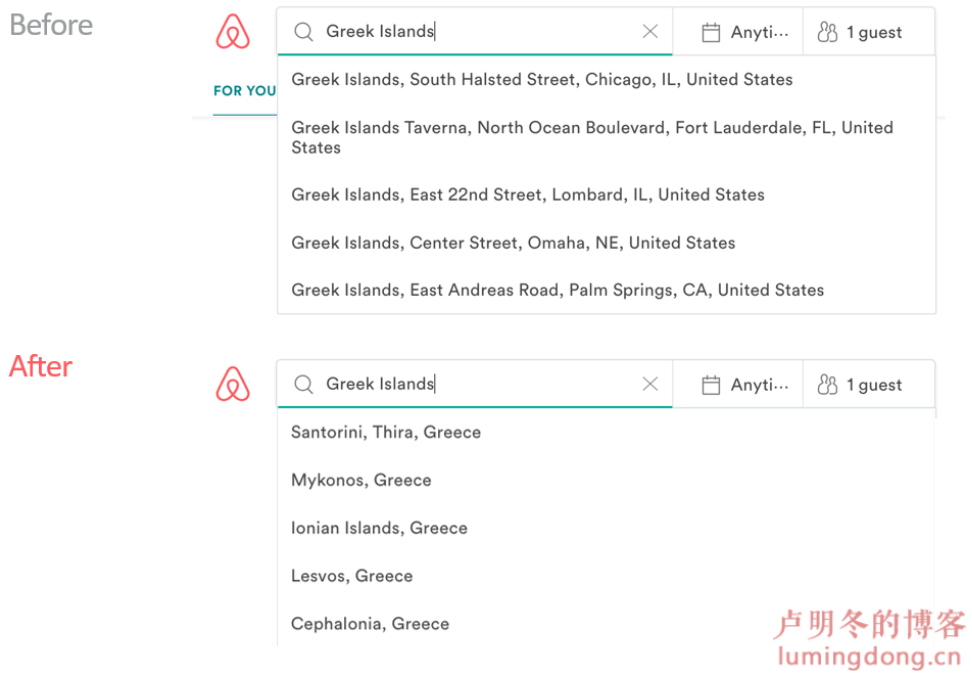 Before
Greek Islands
Anyti...
1 guest
FOR YOU
Greek Islands, South Halsted Street, Chicago, IL, United States
Greek Islands Taverna, North Ocean Boulevard, Fort Lauderdale, FL, United
States
Greek Islands, East 22nd Street, Lombard, IL, United States
Greek Islands, Center Street, Omaha, NE, United States
Greek Islands, East Andreas Road, Palm Springs, CA, United States
After
Greek Islands
Anyti...
1 guest
Santorini, Thira, Greece
Mykonos, Greece
Ionian Islands, Greece
Lesvos, Greece
Cephalonia, Greece
卢明冬的博客
lumingdong.cn